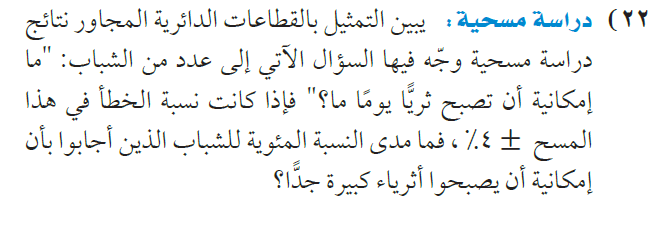 ٢٢) دراسة مسحية : يبين التمثيل بالقطاعات الدائرية المجاور نتائج
دراسة مسحية وجّه فيها السؤال الآتي إلى عدد من الشباب: "ما
إمكانية أن تصبح ثريًّا يومًا ما؟" فإذا كانت نسبة الخطأ في هذا
المسح ± ٤٪ ، فما مدى النسبة المئوية للشباب الذين أجابوا بأن
إمكانية أن يصبحوا أثرياء كبيرة جدًّا؟